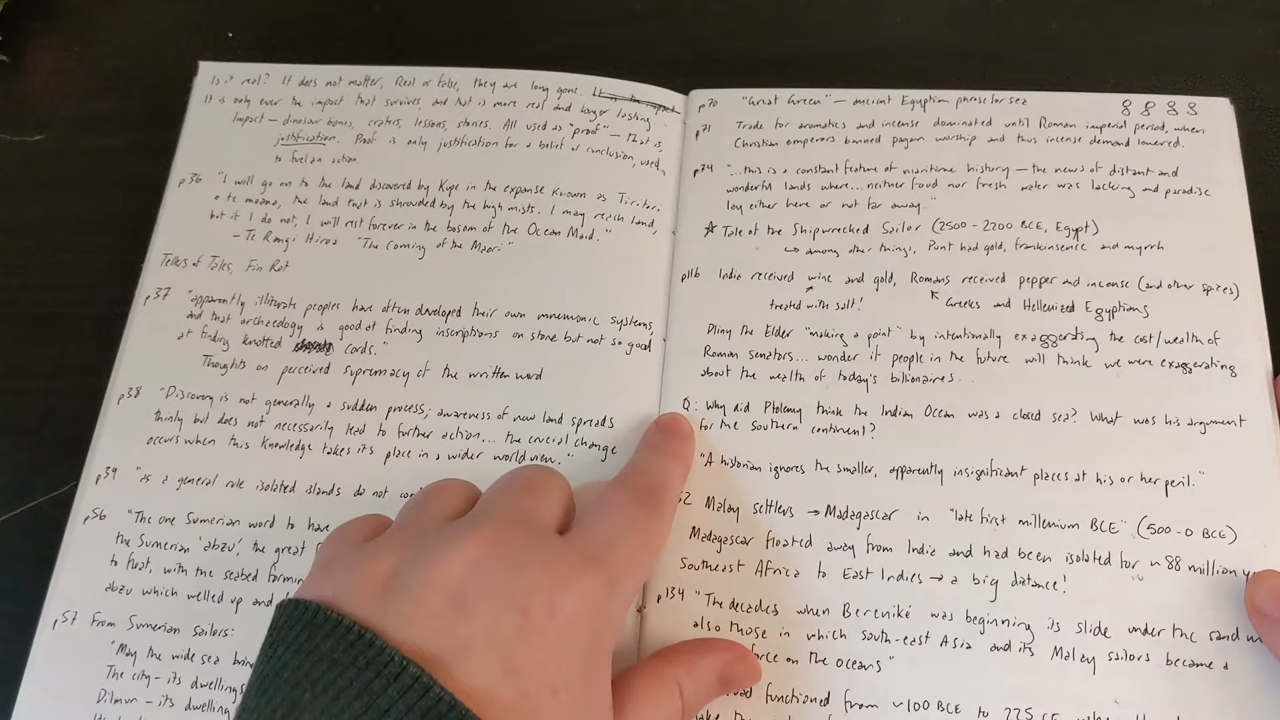 Is it real? It does not matter, Real or false, they are long gone. It is the impact
It is only ever the impact that survives, and that is more real and longer lasting.
Impact – dinosaur bones, craters, lessons, stories. All used as "proof" – That is,
justification. Proof is only justification for a belief or conclusion, used
to fuel an action.
p36 "I will go on to the land discovered by Kupe in the expanse known as Tiritiri
o te moana, the land that is shrouded by the high mists. I may reach land,
but if I do not, I will rest forever in the bosom of the Ocean Maid."
– Te Rangi Hiroa "The Coming of the Maori"
Tellers of Tales, Fin Rot
p37 "apparently illiterate peoples have often developed their own mnemonic systems,
and that archaeology is good at finding inscriptions on stone but not so good
at finding knotted cords."
Thoughts on perceived supremacy of the written word
p38 "Discovery is not generally a sudden process; awareness of new land spreads
thinly but does not necessarily lead to further action... the crucial change
occurs when this knowledge takes its place in a wider worldview."
p39 "as a general rule isolated islands do not
p56 "The one Sumerian word to have
the Sumerian 'abzu', the great
to float, with the seabed
abzu which welled up and
p57 From Sumerian sailors:
"May the wide sea
The city – its dwellings
Dilmun – its dwelling
p70 "Great Green" – ancient Egyptian phrase for sea
p71 Trade for aromatics and incense dominated until Roman imperial period, when
Christian emperors banned pagan worship and thus incense demand lowered.
p74 "...this is a constant feature of maritime history – the news of distant and
wonderful lands where... neither food nor fresh water was lacking and paradise
lay either here or not far away."
☆ Tale of the Shipwrecked Sailor (2500 - 2200 BCE, Egypt)
↳ among other things, Punt had gold, frankinsence and myrrh
p116 India received wine and gold, Romans received pepper and incense (and other spices)
treated with salt! Greeks and Hellenized Egyptians
Pliny the Elder "making a point" by intentionally exaggerating the cost/wealth of
Roman senators... wonder if people in the future will think we were exaggerating
about the wealth of today's billionaires.
Q: Why did Ptolemy think the Indian Ocean was a closed sea? What was his argument
for the southern continent?
"A historian ignores the smaller, apparently insignificant places at his or her peril."
Malay settlers → Madagascar in "late first millenium BCE" (500 - 0 BCE)
Madagascar floated away from India and had been isolated for ~88 million
Southeast Africa to East Indies → a big distance!
p134 "The decades when Bereniké was beginning its slide under the sand
also those in which south-east Asia and its Malay sailors became a
force on the oceans"
functioned from ~100 BCE to 225 CE